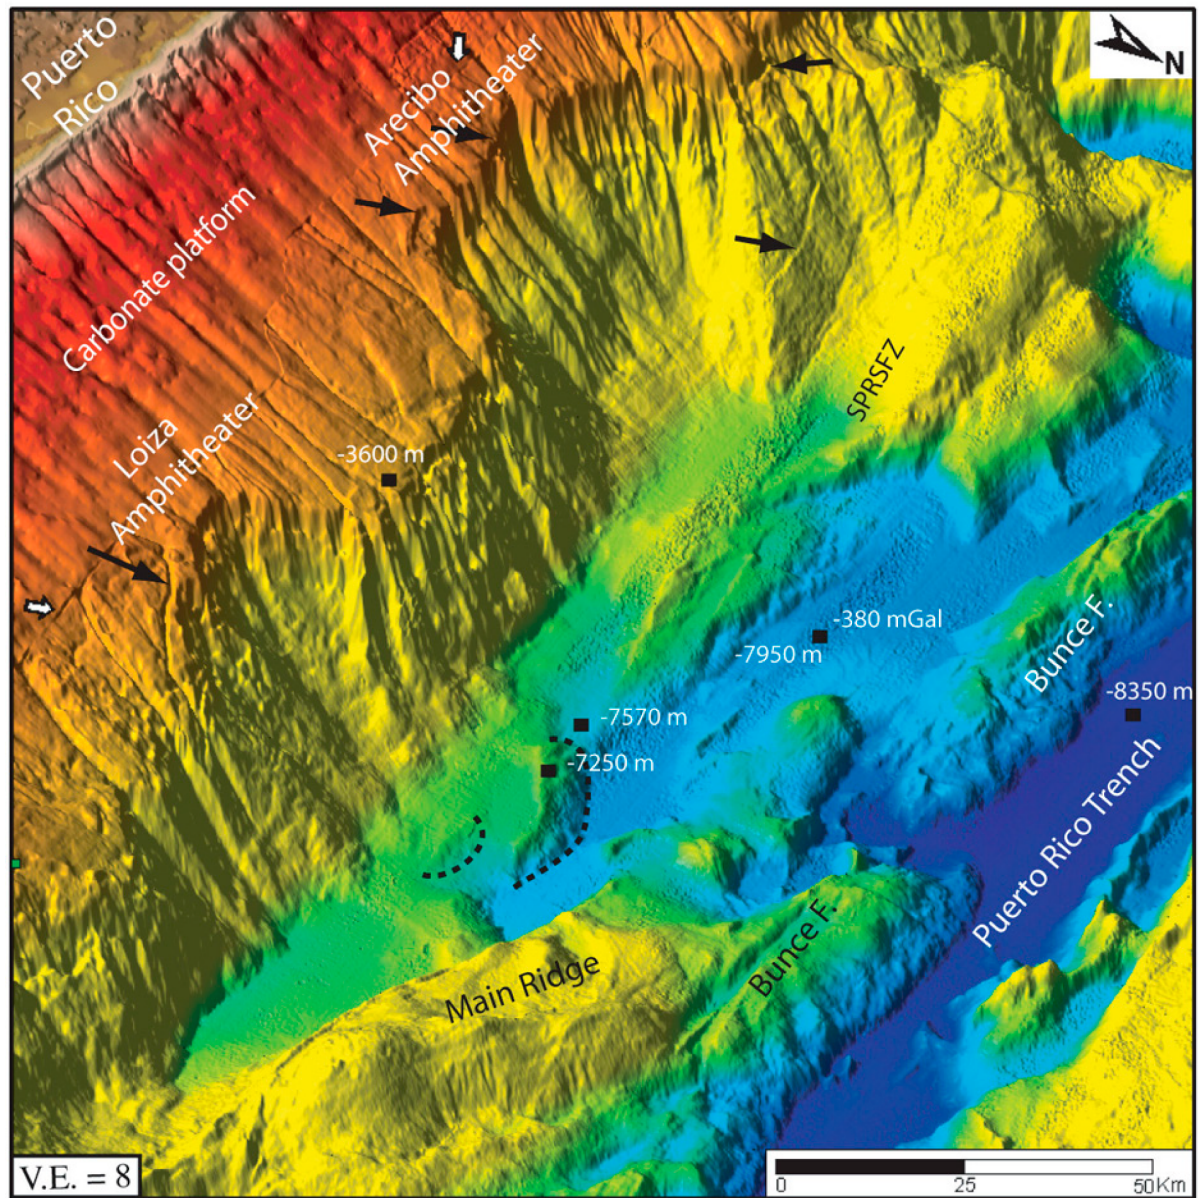 Puerto
Rico
N
Arecibo
Amphitheater
Carbonate platform
SPRSFZ
Loiza
Amphitheater
-3600 m
-380 mGal
-7950 m
Bunce F.
-8350 m
-7570 m
-7250 m
Puerto Rico Trench
Bunce F.
Main Ridge
V.E. = 8
0 25 50Km